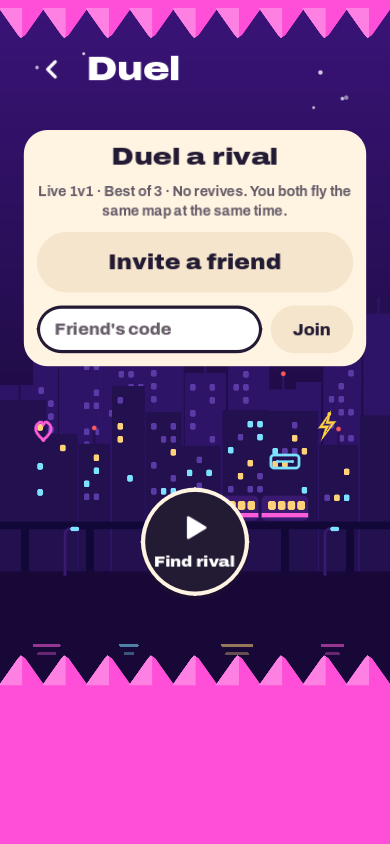 Duel
Duel a rival
Live 1v1 · Best of 3 · No revives. You both fly the
same map at the same time.
Invite a friend
Friend's code
Join
Find rival